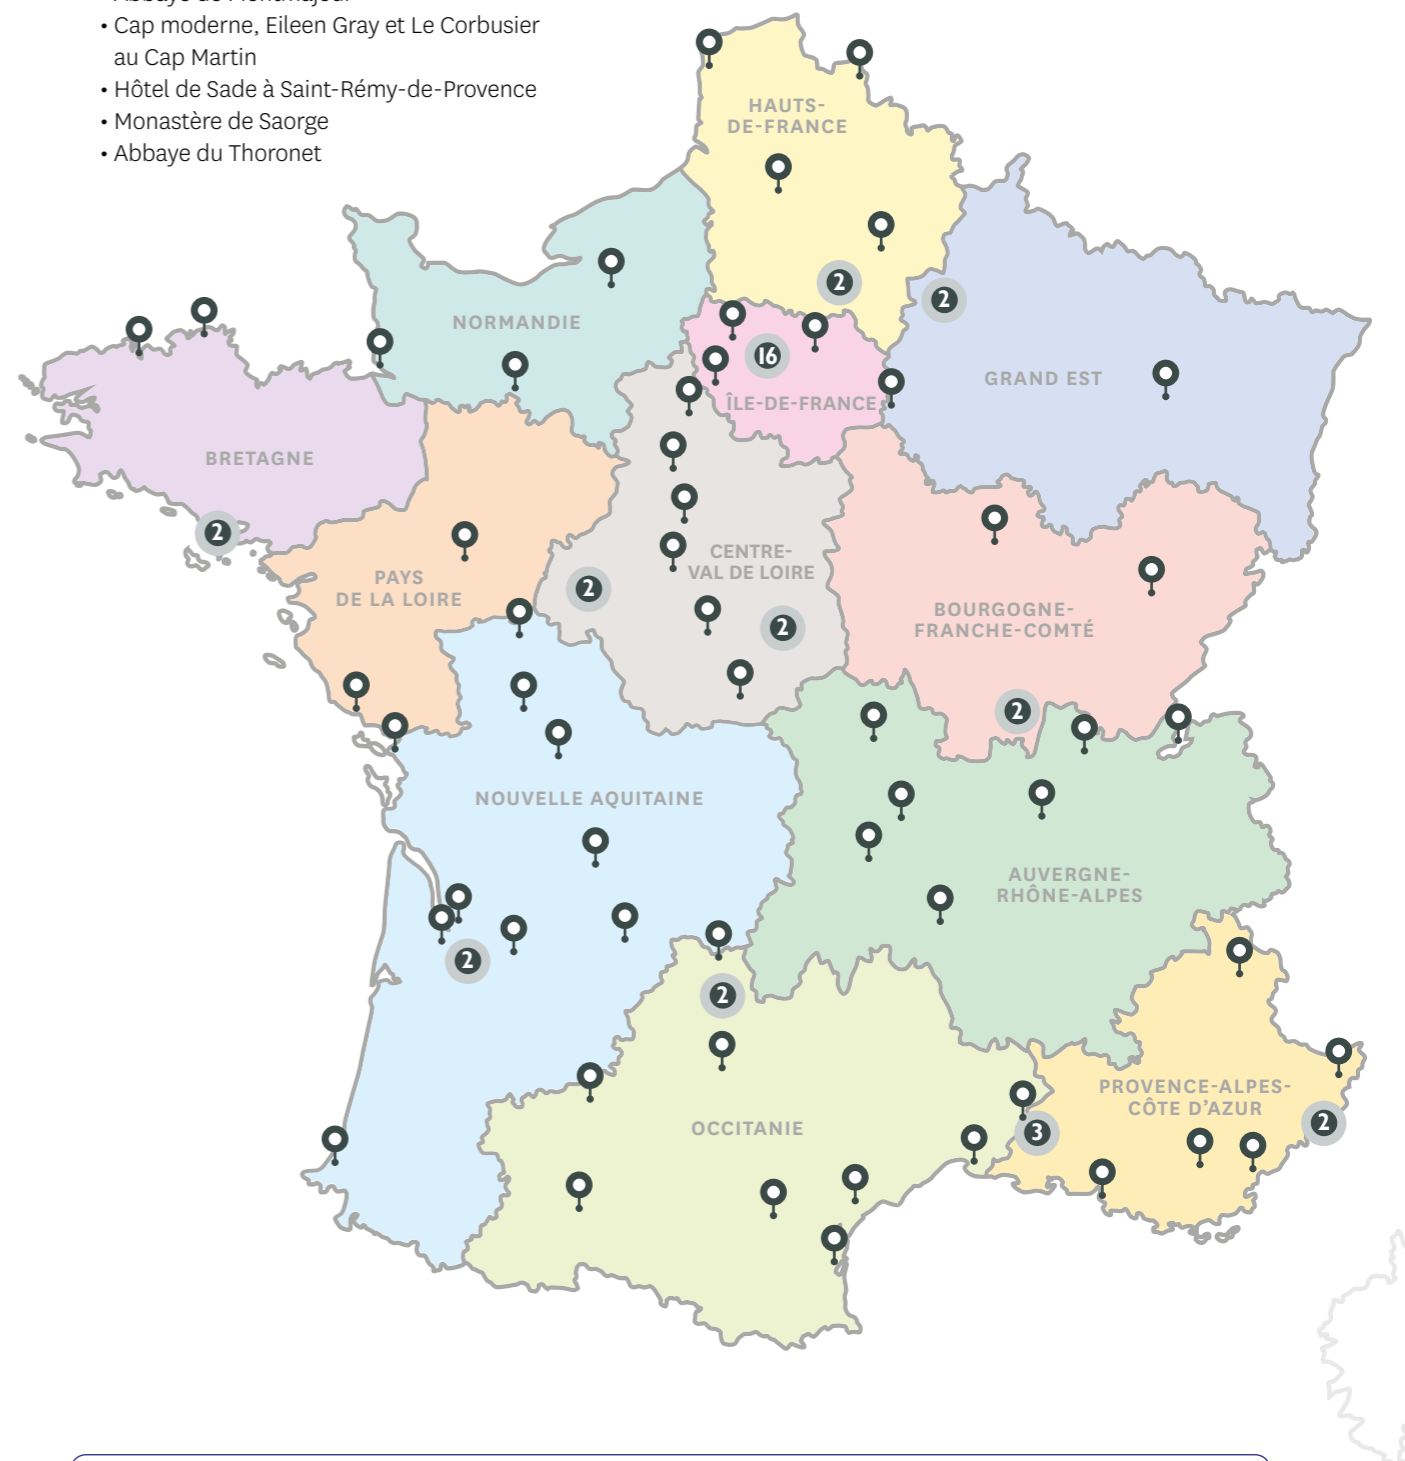 Abbaye de Montmajour
• Cap moderne, Eileen Gray et Le Corbusier
au Cap Martin
• Hôtel de Sade à Saint-Rémy-de-Provence
• Monastère de Saorge
• Abbaye du Thoronet
HAUTS-
DE-FRANCE
2
2
NORMANDIE
16
GRAND EST
ÎLE-DE-FRANCE
BRETAGNE
2
CENTRE-
VAL DE LOIRE
PAYS
DE LA LOIRE
2
2
BOURGOGNE-
FRANCHE-COMTÉ
2
NOUVELLE AQUITAINE
AUVERGNE-
RHÔNE-ALPES
2
2
PROVENCE-ALPES-
CÔTE D'AZUR
OCCITANIE
3
2